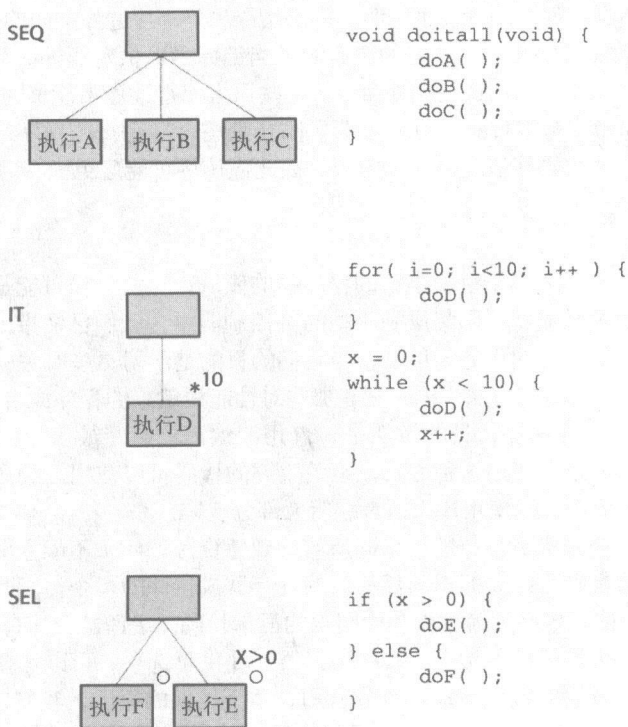 SEQ
执行A 执行B 执行C
void doitall(void) {
doA( );
doB( );
doC( );
}
IT
*10
执行D
for( i=0; i<10; i++ ) {
doD( );
}
x = 0;
while (x < 10) {
doD( );
x++;
}
SEL
X>0
执行F 执行E
if (x > 0) {
doE( );
} else {
doF( );
}